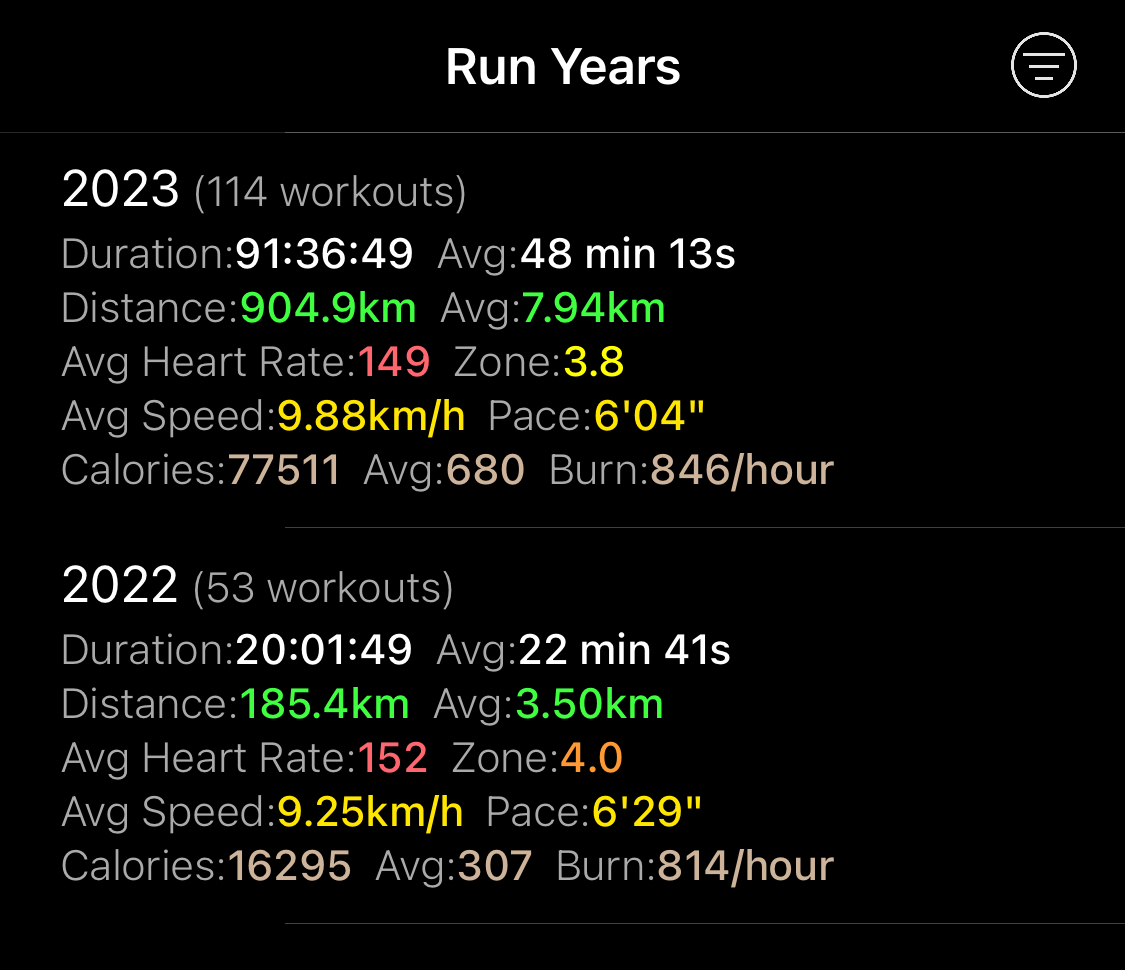 Run Years
2023 (114 workouts)
Duration:91:36:49 Avg:48 min 13s
Distance:904.9km Avg:7.94km
Avg Heart Rate:149 Zone:3.8
Avg Speed:9.88km/h Pace:6'04"
Calories:77511 Avg:680 Burn:846/hour
2022 (53 workouts)
Duration:20:01:49 Avg:22 min 41s
Distance:185.4km Avg:3.50km
Avg Heart Rate:152 Zone:4.0
Avg Speed:9.25km/h Pace:6'29"
Calories:16295 Avg:307 Burn:814/hour